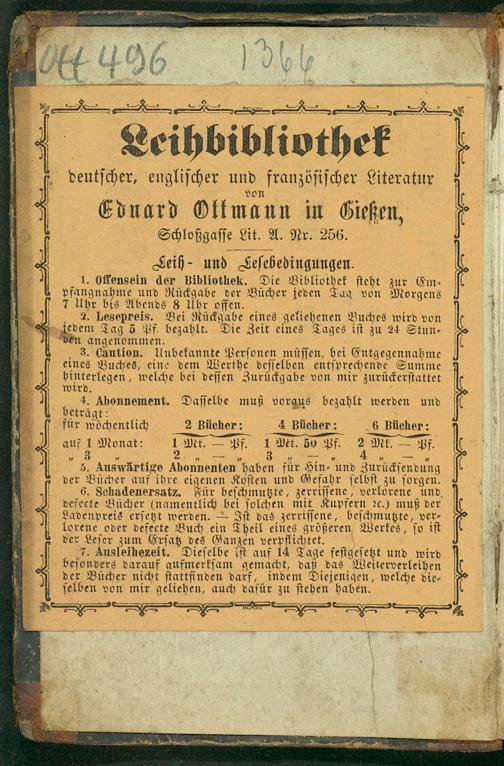 Ott 496 1366
Leihbibliothek
deutscher, englischer und französischer Literatur
von
Eduard Ottmann in Gießen,
Schloßgasse Lit. A. Nr. 256.
Leih- und Lesebedingungen.
1. Offensein der Bibliothek. Die Bibliothek steht zur Em-
pfangnahme und Rückgabe der Bücher jeden Tag von Morgens
7 Uhr bis Abends 8 Uhr offen.
2. Lesepreis. Bei Rückgabe eines geliehenen Buches wird von
jedem Tag 5 Pf. bezahlt. Die Zeit eines Tages ist zu 24 Stun-
den angenommen.
3. Caution. Unbekannte Personen müssen, bei Entgegennahme
eines Buches, eine dem Werthe desselben entsprechende Summe
hinterlegen, welche bei dessen Zurückgabe von mir zurückerstattet
wird.
4. Abonnement. Dasselbe muß voraus bezahlt werden und
beträgt:
für wöchentlich 2 Bücher: 4 Bücher: 6 Bücher:
auf 1 Monat: 1 Mk. — Pf. 1 Mk. 50 Pf. 2 Mk. — Pf.
„ 3 „ 2 „ — „ 3 „ — „ 4 „ — „
5. Auswärtige Abonnenten haben für Hin- und Zurücksendung
der Bücher auf ihre eigenen Kosten und Gefahr selbst zu sorgen.
6. Schadenersatz. Für beschmutzte, zerrissene, verlorene und
defecte Bücher (namentlich bei solchen mit Kupfern ꝛc.) muß der
Ladenpreis ersetzt werden. — Ist das zerrissene, beschmutzte, ver-
lorene oder defecte Buch ein Theil eines größeren Werkes, so ist
der Leser zum Ersatz des Ganzen verpflichtet.
7. Ausleihezeit. Dieselbe ist auf 14 Tage festgesetzt und wird
besonders darauf aufmerksam gemacht, daß das Weiterverleihen
der Bücher nicht stattfinden darf, indem Diejenigen, welche die-
selben von mir geliehen, auch dafür zu stehen haben.